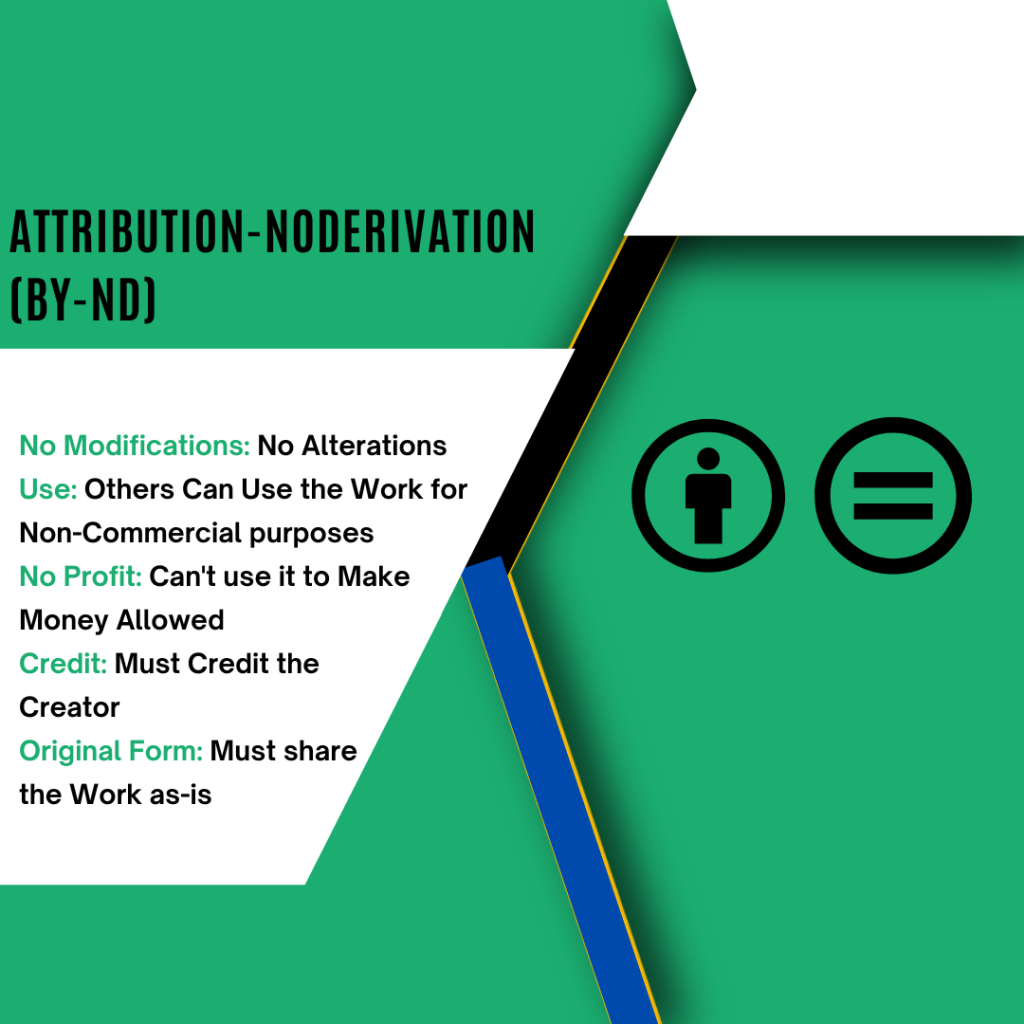 ATTRIBUTION-NODERIVATION
(BY-ND)
No Modifications: No Alterations
Use: Others Can Use the Work for
Non-Commercial purposes
No Profit: Can't use it to Make
Money Allowed
Credit: Must Credit the
Creator
Original Form: Must share
the Work as-is